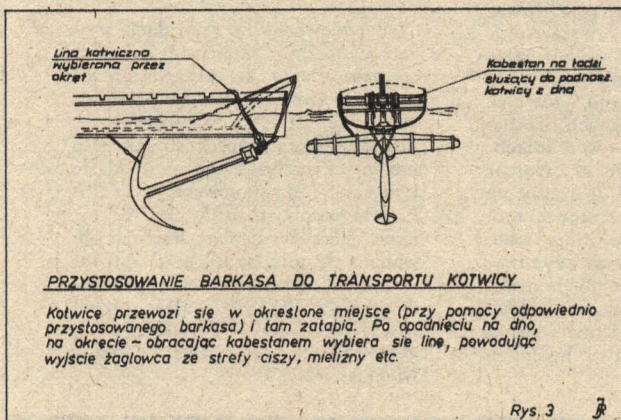 Lina kotwiczna
wybierana przez
okręt
Kabestan na łodzi
służący do podnosz.
kotwicy z dna
PRZYSTOSOWANIE BARKASA DO TRANSPORTU KOTWICY
Kotwice przewozi się w określone miejsce (przy pomocy odpowiednio
przystosowanego barkasa) i tam zatapia. Po opadnięciu na dno,
na okręcie ~ obracając kabestanem wybiera sie linę, powodując
wyjście żaglowca ze strefy ciszy, mielizny etc.
Rys. 3